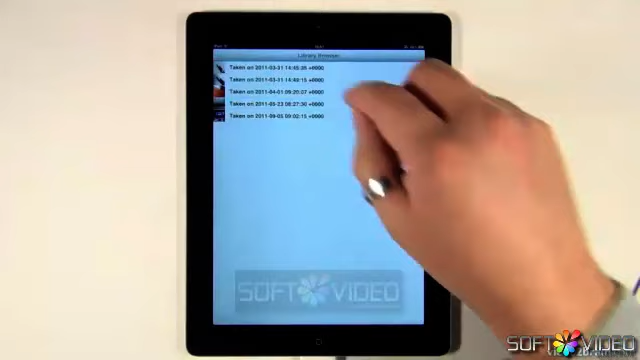 Library Browser
Taken on 2011-03-31 14:45:35 +0000
Taken on 2011-03-31 14:49:15 +0000
Taken on 2011-04-01 09:20:07 +0000
Taken on 2011-05-23 08:27:30 +0000
Taken on 2011-09-05 09:02:15 +0000
SOFT VIDEO
SOFT VIDEO